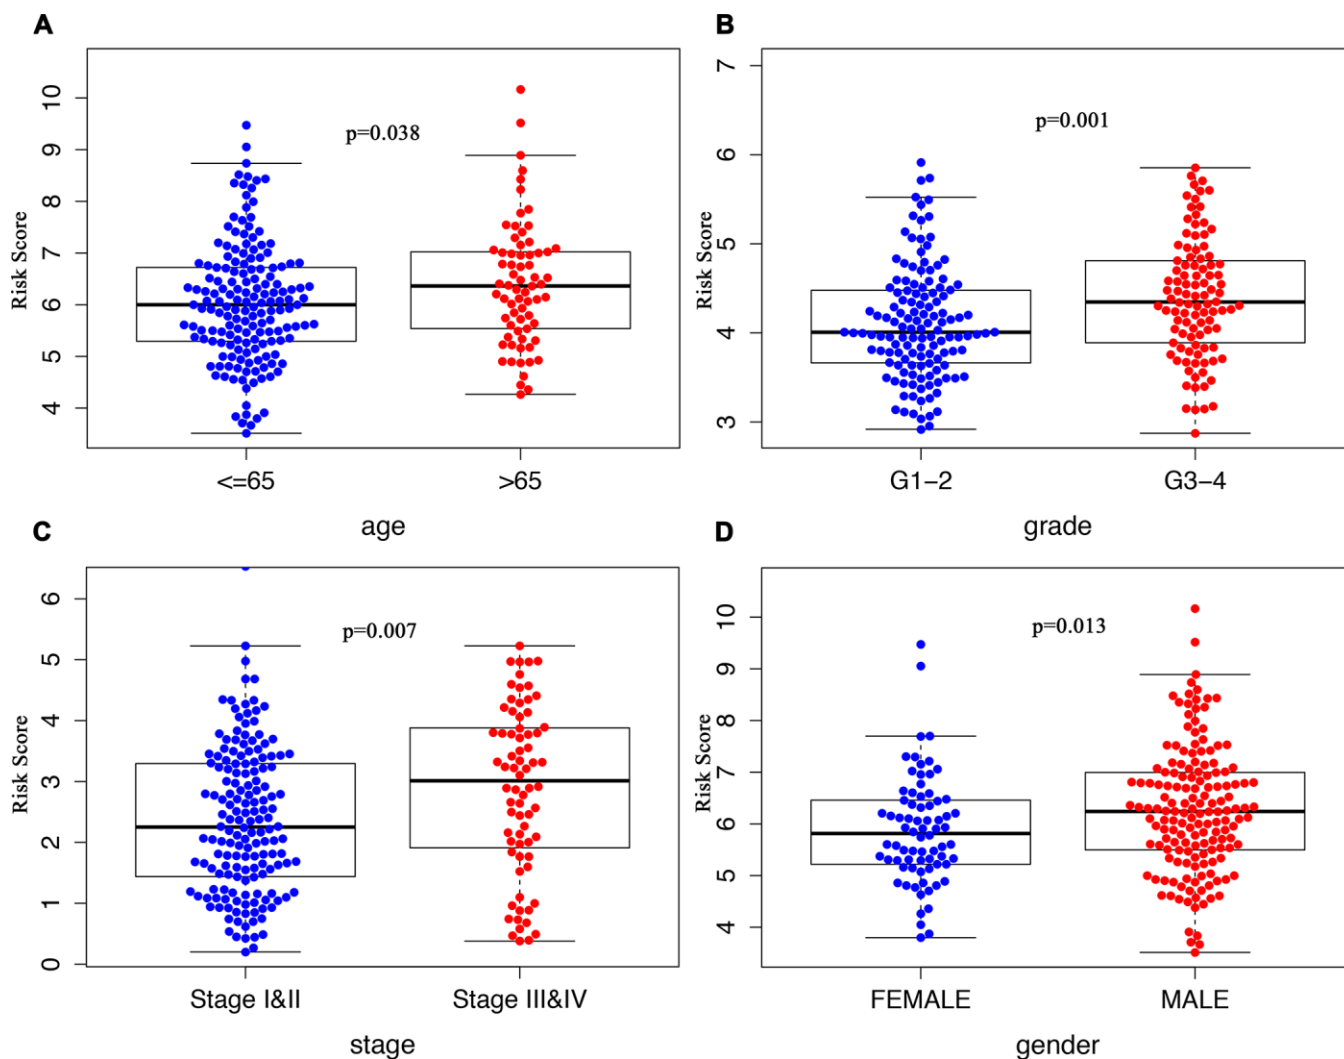 A
Risk Score
10
9
8
7
6
5
4
p=0.038
<=65
>65
age
B
Risk Score
7
6
5
4
3
p=0.001
G1-2
G3-4
grade
C
Risk Score
6
5
4
3
2
1
0
p=0.007
Stage I&II
Stage III&IV
stage
D
Risk Score
10
9
8
7
6
5
4
p=0.013
FEMALE
MALE
gender